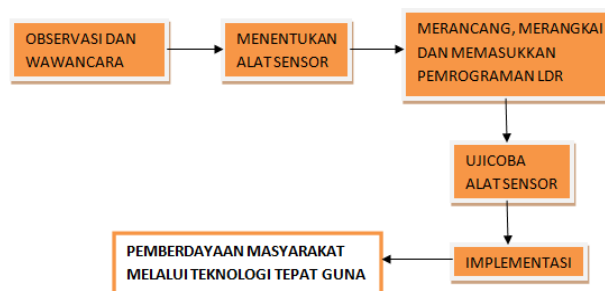 OBSERVASI DAN
WAWANCARA
MENENTUKAN
ALAT SENSOR
MERANCANG, MERANGKAI
DAN MEMASUKKAN
PEMROGRAMAN LDR
UJICOBA
ALAT SENSOR
IMPLEMENTASI
PEMBERDAYAAN MASYARAKAT
MELALUI TEKNOLOGI TEPAT GUNA